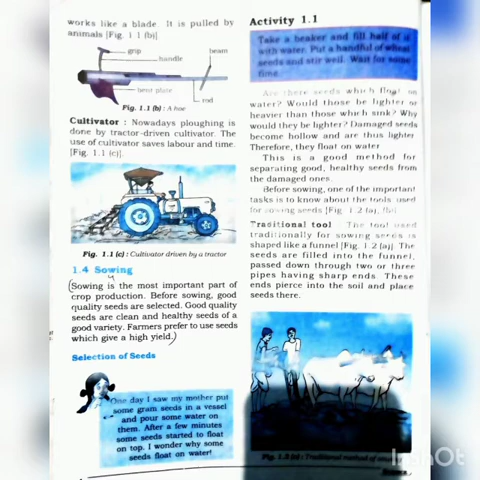 works like a blade. It is pulled by
animals [Fig. 1.1 (b)]
grip
handle
beam
bent plate
rod
Fig. 1.1 (b) : A hoe
Cultivator : Nowadays ploughing is
done by tractor-driven cultivator. The
use of cultivator saves labour and time.
[Fig. 1.1 (c)].
Fig. 1.1 (c) : Cultivator driven by a tractor
1.4 Sowing
Sowing is the most important part of
crop production. Before sowing, good
quality seeds are selected. Good quality
seeds are clean and healthy seeds of a
good variety. Farmers prefer to use seeds
which give a high yield.
Selection of Seeds
One day I saw my mother put
some gram seeds in a vessel
and pour some water on
them. After a few minutes
some seeds started to float
on top. I wonder why some
seeds float on water!
Activity 1.1
Take a beaker and fill half of it
with water. Put a handful of wheat
seeds and stir well. Wait for some
time.
Are there seeds which float on
water? Would those be lighter or
heavier than those which sink? Why
would they be lighter? Damaged seeds
become hollow and are thus lighter.
Therefore, they float on water
This is a good method for
separating good, healthy seeds from
the damaged ones.
Before sowing, one of the important
tasks is to know about the tools used
for sowing seeds [Fig. 1.2 (a), (b)].
Traditional tool : The tool used
traditionally for sowing seeds is
shaped like a funnel [Fig. 1.2 (a)]. The
seeds are filled into the funnel,
passed down through two or three
pipes having sharp ends. These
ends pierce into the soil and place
seeds there.
Fig. 1.2 (a) : Traditional method of